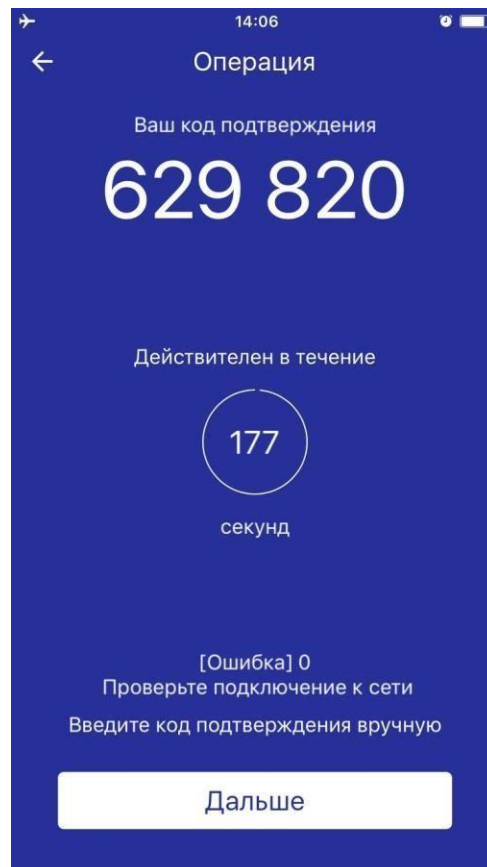 14:06
Операция
Ваш код подтверждения
629 820
Действителен в течение
177
секунд
[Ошибка] 0
Проверьте подключение к сети
Введите код подтверждения вручную
Дальше